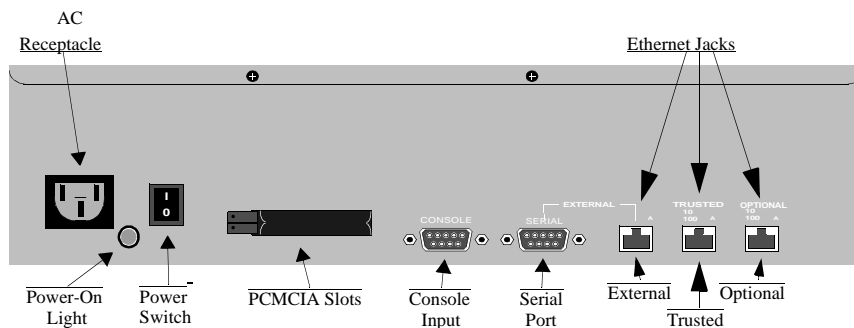 AC
Receptacle
Ethernet Jacks
I
0
CONSOLE
SERIAL
EXTERNAL
A
TRUSTED
10
100 A
OPTIONAL
10
100 A
Power-On
Light
Power
Switch
PCMCIA Slots
Console
Input
Serial
Port
External
Trusted
Optional